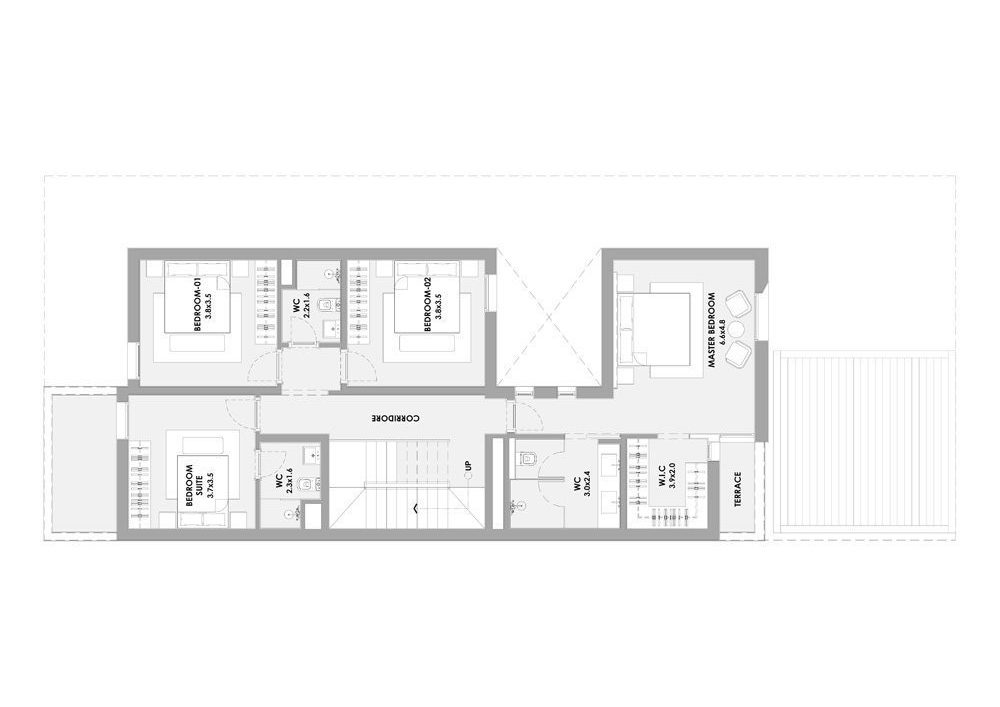 BEDROOM-01
3.8x3.5
WC
2.2x1.6
BEDROOM-02
3.8x3.5
MASTER BEDROOM
6.6x4.8
CORRIDORE
BEDROOM
SUITE
3.7x3.5
WC
2.3x1.6
UP
WC
3.0x2.4
W.I.C
3.9x2.0
TERRACE